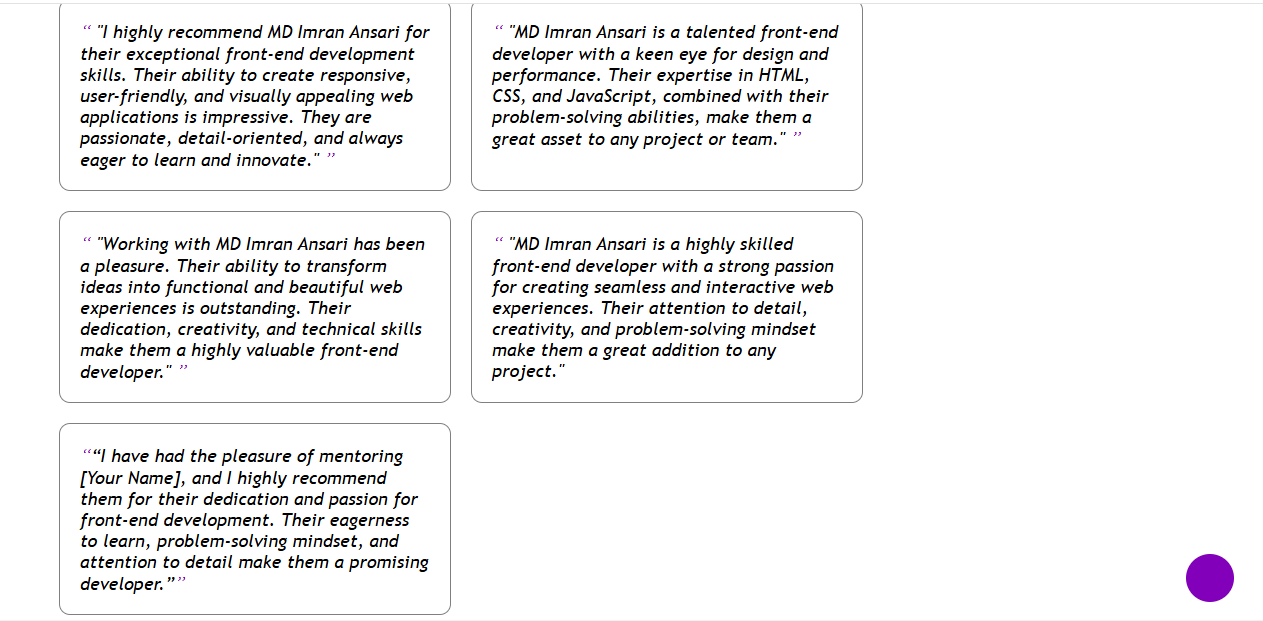 “ "I highly recommend MD Imran Ansari for
their exceptional front-end development
skills. Their ability to create responsive,
user-friendly, and visually appealing web
applications is impressive. They are
passionate, detail-oriented, and always
eager to learn and innovate." ”
“ "MD Imran Ansari is a talented front-end
developer with a keen eye for design and
performance. Their expertise in HTML,
CSS, and JavaScript, combined with their
problem-solving abilities, make them a
great asset to any project or team." ”
“ "Working with MD Imran Ansari has been
a pleasure. Their ability to transform
ideas into functional and beautiful web
experiences is outstanding. Their
dedication, creativity, and technical skills
make them a highly valuable front-end
developer." ”
“ "MD Imran Ansari is a highly skilled
front-end developer with a strong passion
for creating seamless and interactive web
experiences. Their attention to detail,
creativity, and problem-solving mindset
make them a great addition to any
project."
““I have had the pleasure of mentoring
[Your Name], and I highly recommend
them for their dedication and passion for
front-end development. Their eagerness
to learn, problem-solving mindset, and
attention to detail make them a promising
developer.””